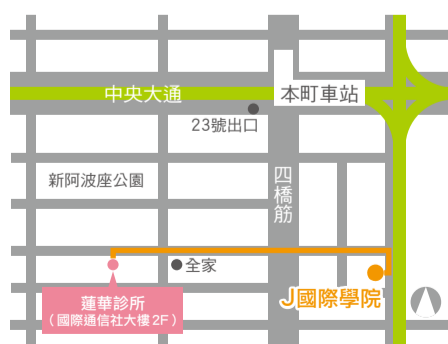 中央大通
本町車站
23號出口
新阿波座公園
四橋筋
全家
J國際學院
蓮華診所
（國際通信社大樓2F）